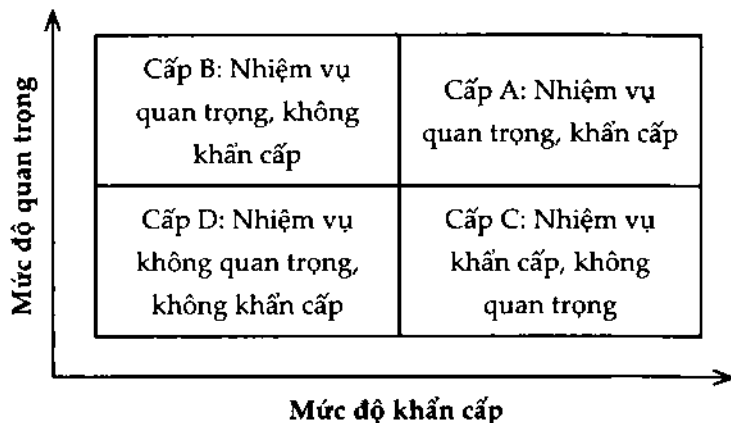 Mức độ quan trọng
Cấp B: Nhiệm vụ
quan trọng, không
khẩn cấp
Cấp A: Nhiệm vụ
quan trọng, khẩn cấp
Cấp D: Nhiệm vụ
không quan trọng,
không khẩn cấp
Cấp C: Nhiệm vụ
khẩn cấp, không
quan trọng
Mức độ khẩn cấp